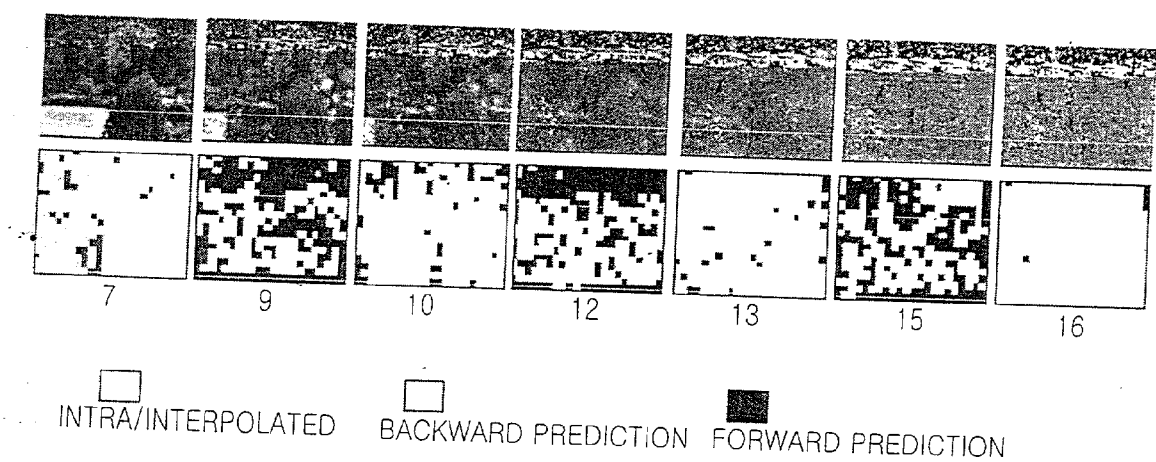 7 9 10 12 13 15 16
INTRA/INTERPOLATED BACKWARD PREDICTION FORWARD PREDICTION